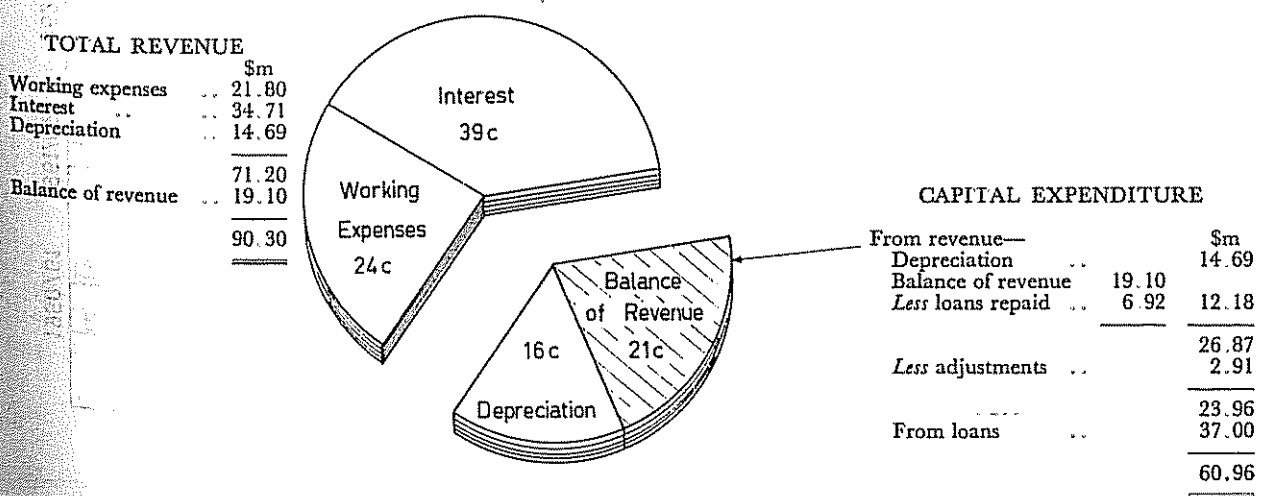 TOTAL REVENUE
$m
Working expenses .. 21.80
Interest .. .. 34.71
Depreciation .. 14.69
71.20
Balance of revenue .. 19.10
90.30
Interest
39c
Working
Expenses
24c
Balance
of Revenue
21c
16c
Depreciation
CAPITAL EXPENDITURE
From revenue— $m
Depreciation .. 14.69
Balance of revenue 19.10
Less loans repaid .. 6.92 12.18
26.87
Less adjustments .. 2.91
23.96
From loans .. 37.00
60.96